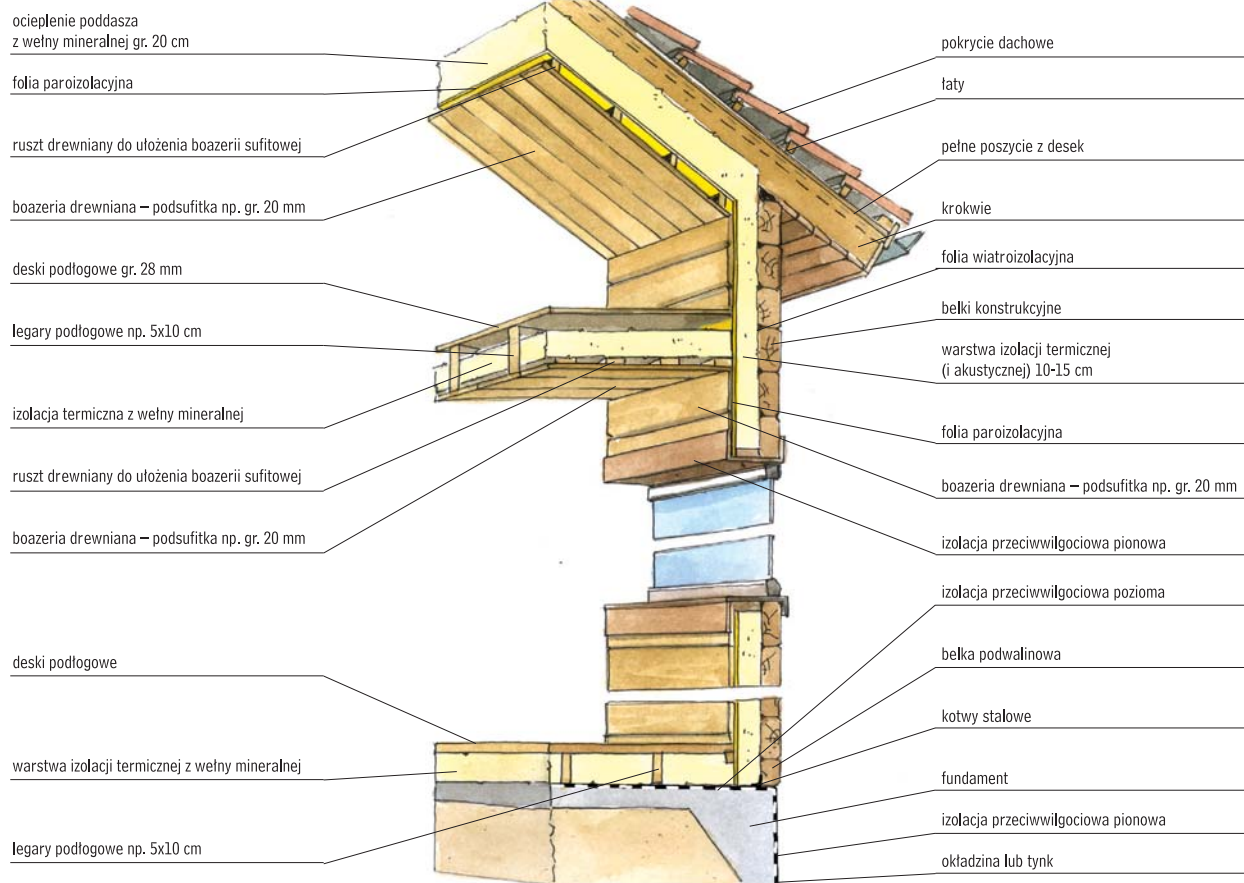 ocieplenie poddasza
z wełny mineralnej gr. 20 cm
folia paroizolacyjna
ruszt drewniany do ułożenia boazerii sufitowej
boazeria drewniana – podsufitka np. gr. 20 mm
deski podłogowe gr. 28 mm
legary podłogowe np. 5x10 cm
izolacja termiczna z wełny mineralnej
ruszt drewniany do ułożenia boazerii sufitowej
boazeria drewniana – podsufitka np. gr. 20 mm
deski podłogowe
warstwa izolacji termicznej z wełny mineralnej
legary podłogowe np. 5x10 cm
pokrycie dachowe
łaty
pełne poszycie z desek
krokwie
folia wiatroizolacyjna
belki konstrukcyjne
warstwa izolacji termicznej
(i akustycznej) 10-15 cm
folia paroizolacyjna
boazeria drewniana – podsufitka np. gr. 20 mm
izolacja przeciwwilgociowa pionowa
izolacja przeciwwilgociowa pozioma
belka podwalinowa
kotwy stalowe
fundament
izolacja przeciwwilgociowa pionowa
okładzina lub tynk